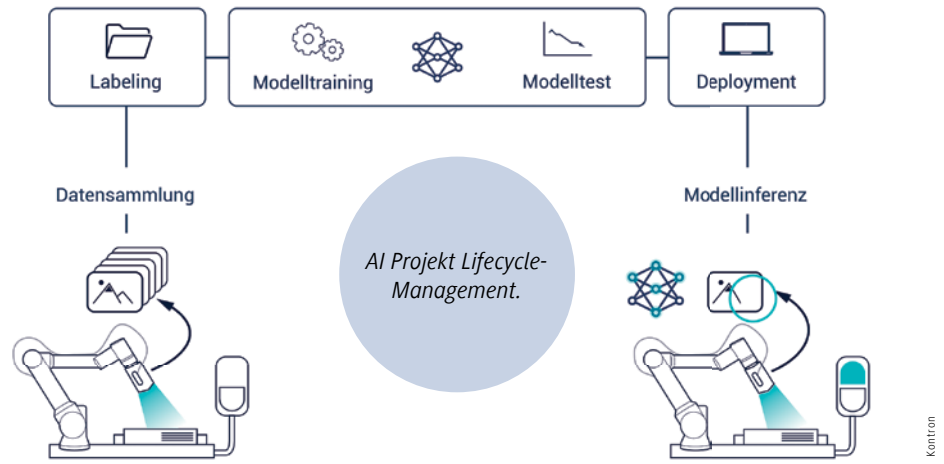 Labeling
Modelltraining
Modelltest
Deployment
Datensammlung
Modellinferenz
AI Projekt Lifecycle-
Management.
Kontron